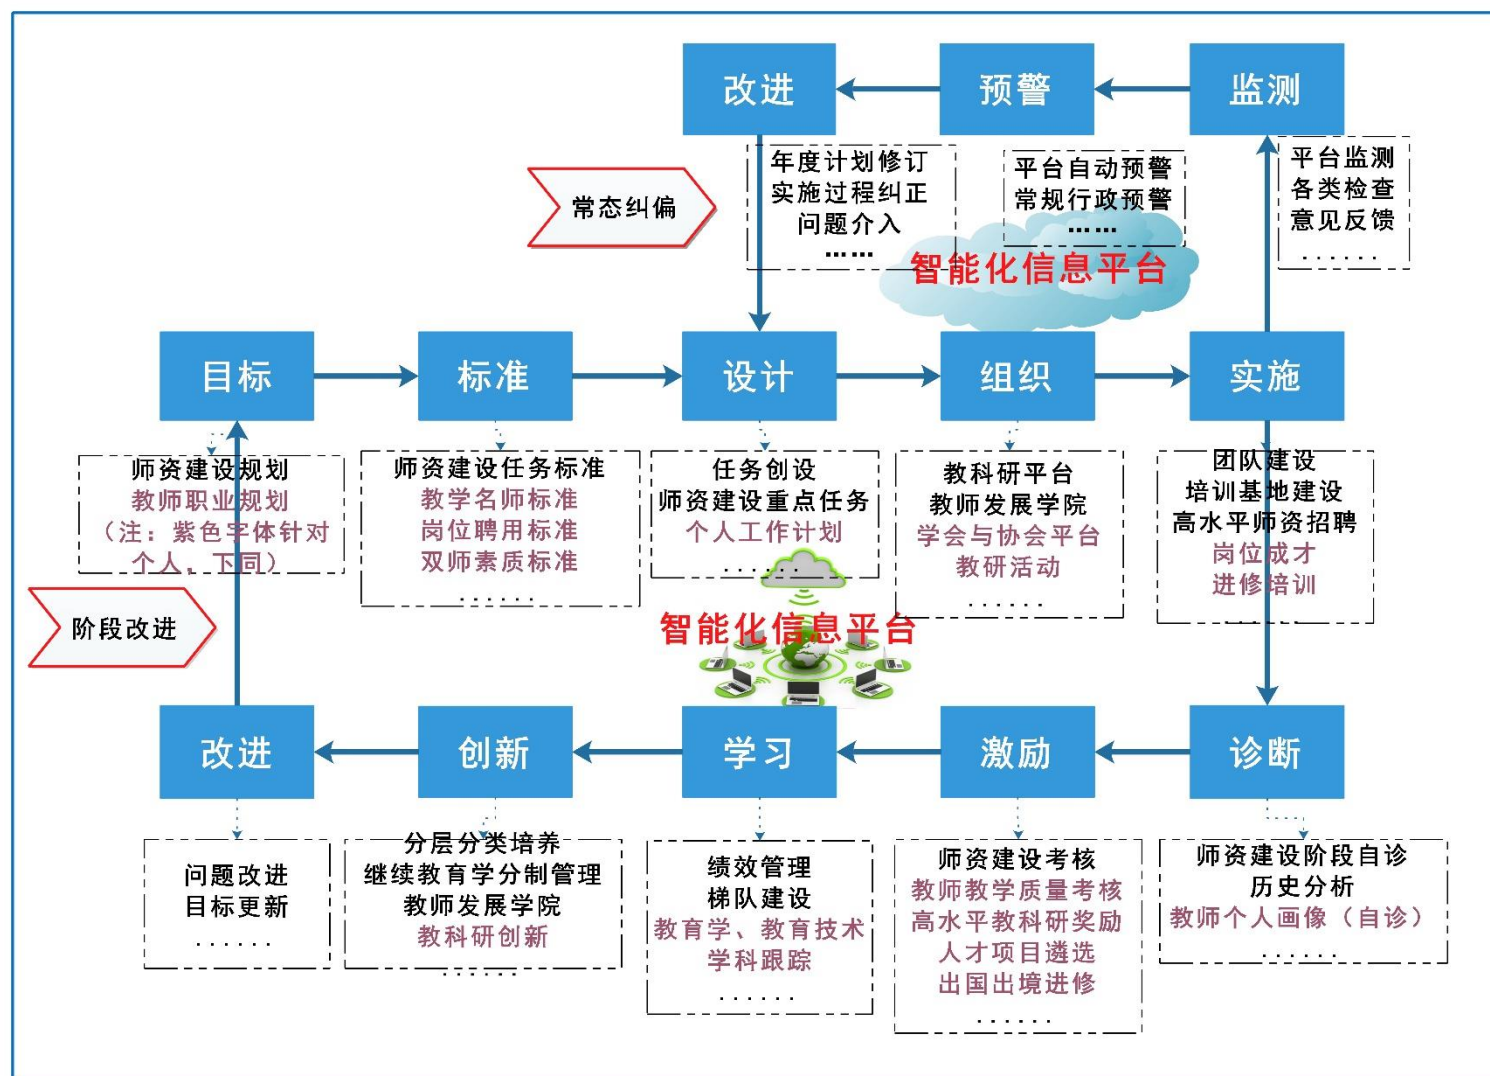 改进
预警
监测
年度计划修订
实施过程纠正
问题介入
……
平台自动预警
常规行政预警
……
平台监测
各类检查
意见反馈
......
常态纠偏
智能化信息平台
目标
标准
设计
组织
实施
师资建设规划
教师职业规划
（注：紫色字体针对
个人，下同）
师资建设任务标准
教学名师标准
岗位聘用标准
双师素质标准
......
任务创设
师资建设重点任务
个人工作计划
......
教科研平台
教师发展学院
学会与协会平台
教研活动
......
团队建设
培训基地建设
高水平师资招聘
岗位成才
进修培训
......
阶段改进
智能化信息平台
改进
创新
学习
激励
诊断
问题改进
目标更新
......
分层分类培养
继续教育学分制管理
教师发展学院
教科研创新
......
绩效管理
梯队建设
教育学、教育技术
学科跟踪
......
师资建设考核
教师教学质量考核
高水平教科研奖励
人才项目遴选
出国出境进修
......
师资建设阶段自诊
历史分析
教师个人画像（自诊）
......